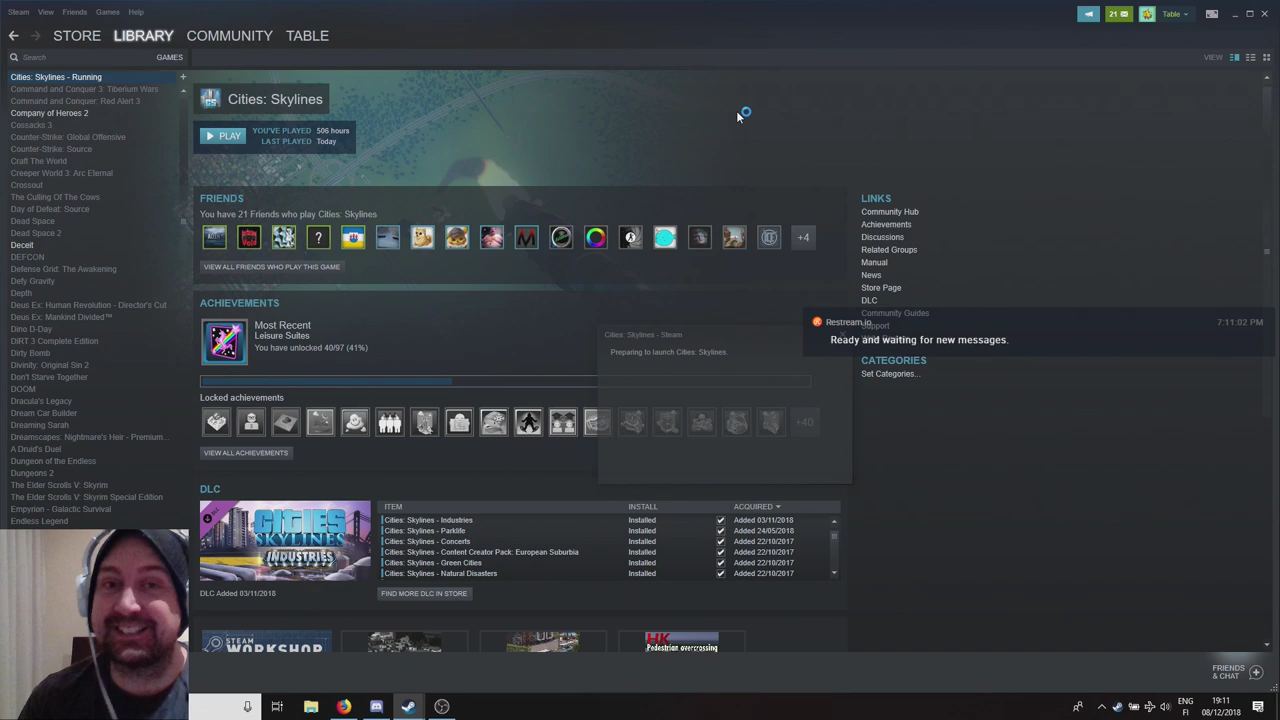 Steam View Friends Games Help
21 Table
STORE LIBRARY COMMUNITY TABLE
Search GAMES VIEW
Cities: Skylines - Running +
Command and Conquer 3: Tiberium Wars
Command and Conquer: Red Alert 3
Company of Heroes 2
Cossacks 3
Counter-Strike: Global Offensive
Counter-Strike: Source
Craft The World
Creeper World 3: Arc Eternal
Crossout
The Culling Of The Cows
Day of Defeat: Source
Dead Space
Dead Space 2
Deceit
DEFCON
Defense Grid: The Awakening
Defy Gravity
Depth
Deus Ex: Human Revolution - Director's Cut
Deus Ex: Mankind Divided™
Dino D-Day
DiRT 3 Complete Edition
Dirty Bomb
Divinity: Original Sin 2
Don't Starve Together
DOOM
Dracula's Legacy
Dream Car Builder
Dreaming Sarah
Dreamscapes: Nightmare's Heir - Premium...
A Druid's Duel
Dungeon of the Endless
Dungeons 2
The Elder Scrolls V: Skyrim
The Elder Scrolls V: Skyrim Special Edition
Empyrion - Galactic Survival
Endless Legend
CS Cities: Skylines
PLAY
YOU'VE PLAYED 506 hours
LAST PLAYED Today
FRIENDS
You have 21 Friends who play Cities: Skylines
? +4
VIEW ALL FRIENDS WHO PLAY THIS GAME
ACHIEVEMENTS
Most Recent
Leisure Suites
You have unlocked 40/97 (41%)
Locked achievements
+40
VIEW ALL ACHIEVEMENTS
Cities: Skylines - Steam
Preparing to launch Cities: Skylines.
DLC
CITIES
SKYLINES
INDUSTRIES
DLC Added 03/11/2018
ITEM INSTALL ACQUIRED
Cities: Skylines - Industries Installed Added 03/11/2018
Cities: Skylines - Parklife Installed Added 24/05/2018
Cities: Skylines - Concerts Installed Added 22/10/2017
Cities: Skylines - Content Creator Pack: European Suburbia Installed Added 22/10/2017
Cities: Skylines - Green Cities Installed Added 22/10/2017
Cities: Skylines - Natural Disasters Installed Added 22/10/2017
FIND MORE DLC IN STORE
STEAM
WORKSHOP
HK
Pedestrian overcrossing
LINKS
Community Hub
Achievements
Discussions
Related Groups
Manual
News
Store Page
DLC
Community Guides
Support
Restream.io 7:11:02 PM
Ready and waiting for new messages.
CATEGORIES
Set Categories...
FRIENDS
& CHAT
ENG
FI
19:11
08/12/2018